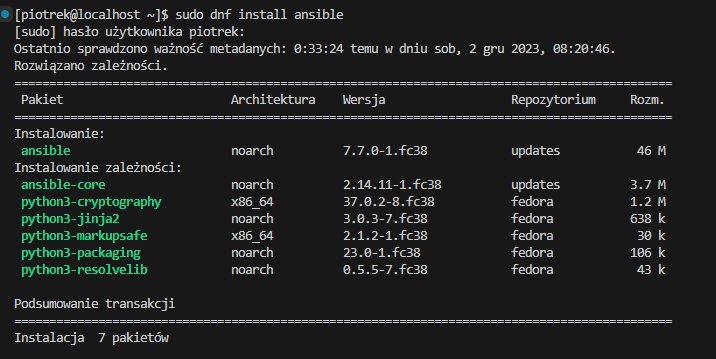 [piotrek@localhost ~]$ sudo dnf install ansible
[sudo] hasło użytkownika piotrek:
Ostatnio sprawdzono ważność metadanych: 0:33:24 temu w dniu sob, 2 gru 2023, 08:20:46.
Rozwiązano zależności.
================================================================================
Pakiet Architektura Wersja Repozytorium Rozm.
================================================================================
Instalowanie:
ansible noarch 7.7.0-1.fc38 updates 46 M
Instalowanie zależności:
ansible-core noarch 2.14.11-1.fc38 updates 3.7 M
python3-cryptography x86_64 37.0.2-8.fc38 fedora 1.2 M
python3-jinja2 noarch 3.0.3-7.fc38 fedora 638 k
python3-markupsafe x86_64 2.1.2-1.fc38 fedora 30 k
python3-packaging noarch 23.0-1.fc38 fedora 106 k
python3-resolvelib noarch 0.5.5-7.fc38 fedora 43 k
Podsumowanie transakcji
================================================================================
Instalacja 7 pakietów